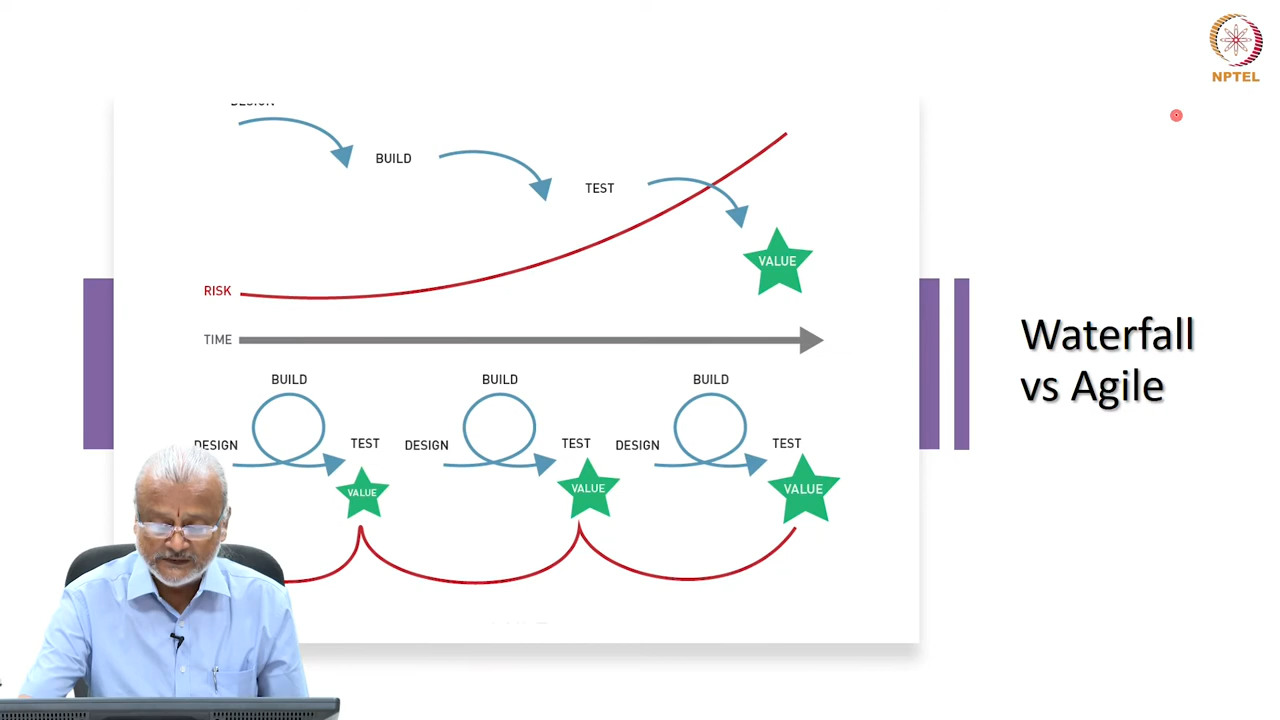 NPTEL
DESIGN
BUILD
TEST
VALUE
RISK
TIME
BUILD
BUILD
BUILD
DESIGN
TEST
DESIGN
TEST
DESIGN
TEST
VALUE
VALUE
VALUE
Waterfall
vs Agile